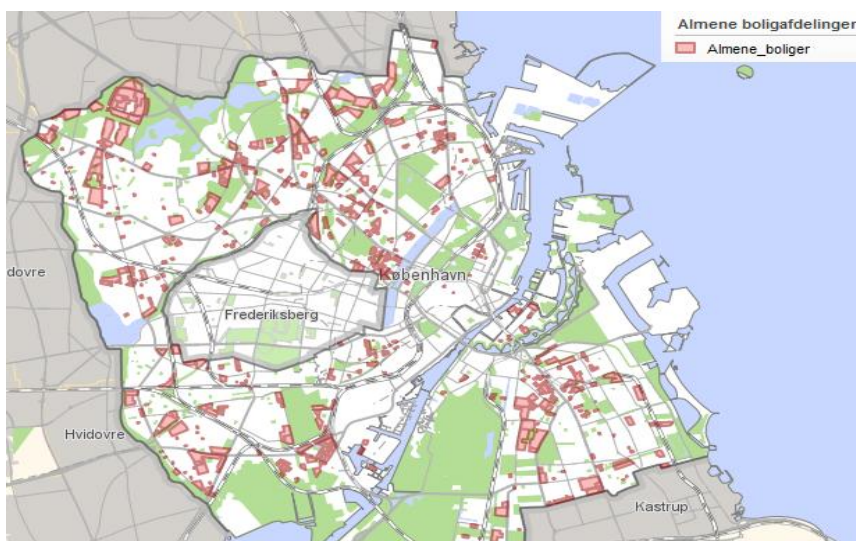 Almene boligafdelinger
Almene_boliger
dovre
København
Frederiksberg
Hvidovre
Kastrup